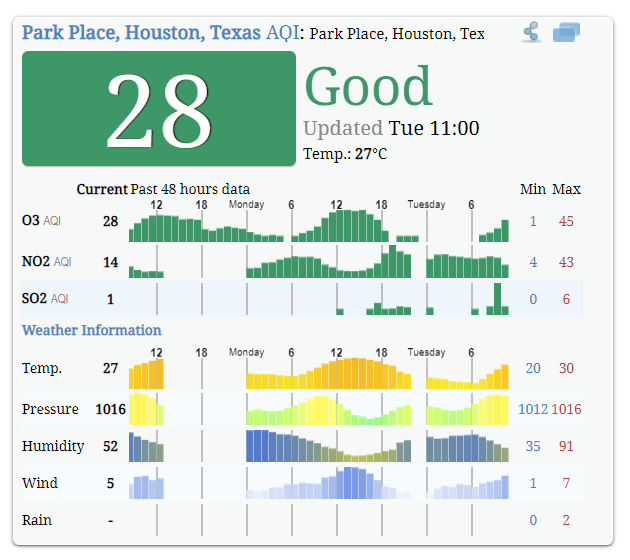 Park Place, Houston, Texas AQI: Park Place, Houston, Tex
28
Good
Updated Tue 11:00
Temp.: 27°C
Current Past 48 hours data Min Max
12 18 Monday 6 12 18 Tuesday 6
O3 AQI 28 1 45
NO2 AQI 14 4 43
SO2 AQI 1 0 6
Weather Information
12 18 Monday 6 12 18 Tuesday 6
Temp. 27 20 30
Pressure 1016 1012 1016
Humidity 52 35 91
Wind 5 1 7
Rain - 0 2